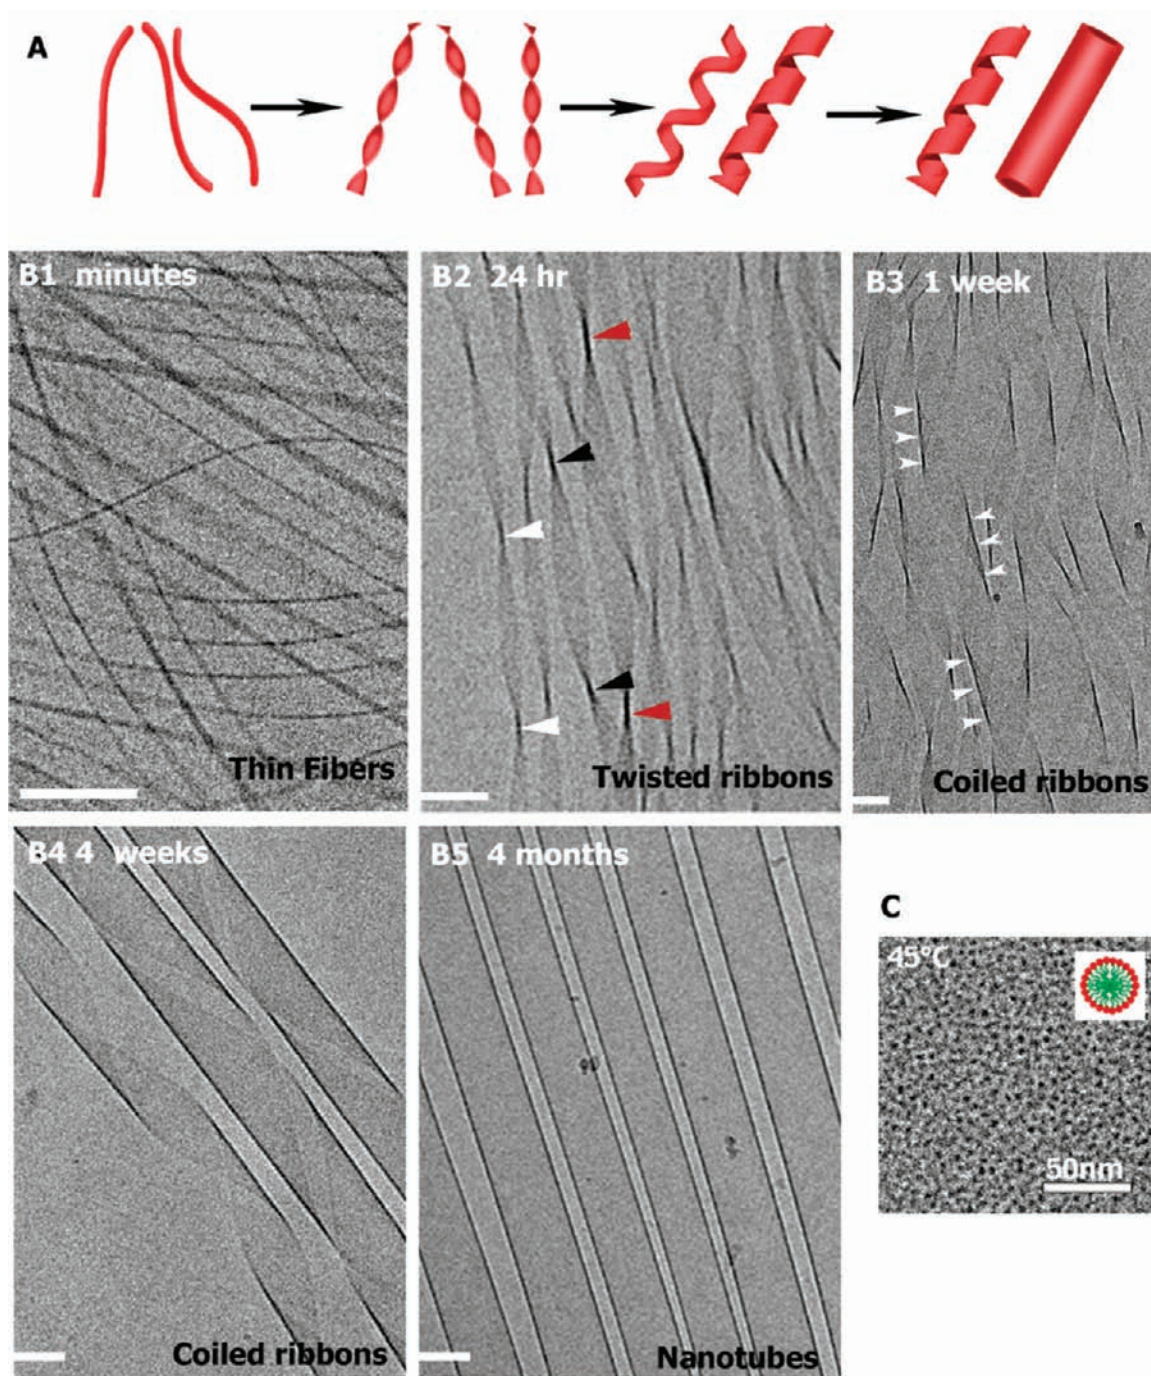 A
B1 minutes
Thin Fibers
B2 24 hr
Twisted ribbons
B3 1 week
Coiled ribbons
B4 4 weeks
Coiled ribbons
B5 4 months
Nanotubes
C
45°C
50nm